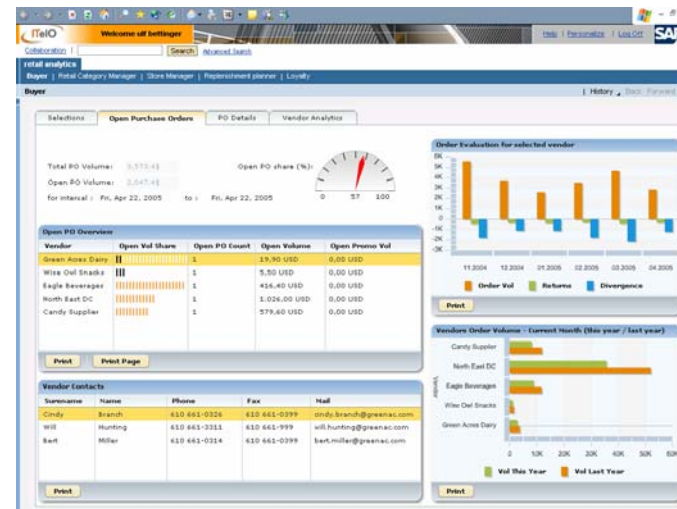 ITelO Welcome ulf bettinger Help | Personalize | Log Off SAP
Collaboration | Search Advanced Search
retail analytics
Buyer | Retail Category Manager | Store Manager | Replenishment planner | Loyalty
Buyer | History Back Forward
Selections Open Purchase Orders PO Details Vendor Analytics
Total PO Volume:
Open PO share (%):
Open PO Volume:
for interval : Fri, Apr 22, 2005 to : Fri, Apr 22, 2005
0 57 100
Open PO Overview
Vendor Open Vol Share Open PO Count Open Volume Open Promo Vol
Green Acres Dairy 1 19,90 USD 0,00 USD
Wise Owl Snacks 1 5,50 USD 0,00 USD
Eagle Beverages 1 416,40 USD 0,00 USD
North East DC 1 1.026,00 USD 0,00 USD
Candy Supplier 1 579,60 USD 0,00 USD
Print Print Page
Vendor Contacts
Surename Name Phone Fax Mail
Cindy Branch 610 661-0326 610 661-0399 cindy.branch@greenac.com
Will Hunting 610 661-3311 610 661-999 will.hunting@greenac.com
Bert Miller 610 661-0314 610 661-0399 bert.miller@greenac.com
Print
Order Evaluation for selected vendor
6K
5K
4K
3K
2K
1K
0
-1K
-2K
-3K
11.2004 12.2004 01.2005 02.2005 03.2005 04.2005
Order Vol Returns Divergence
Print
Vendors Order Volume - Current Month (this year / last year)
Vendor
Candy Supplier
North East DC
Eagle Beverages
Wise Owl Snacks
Green Acres Dairy
0 10K 20K 30K 40K 50K 60K
Vol This Year Vol Last Year
Print